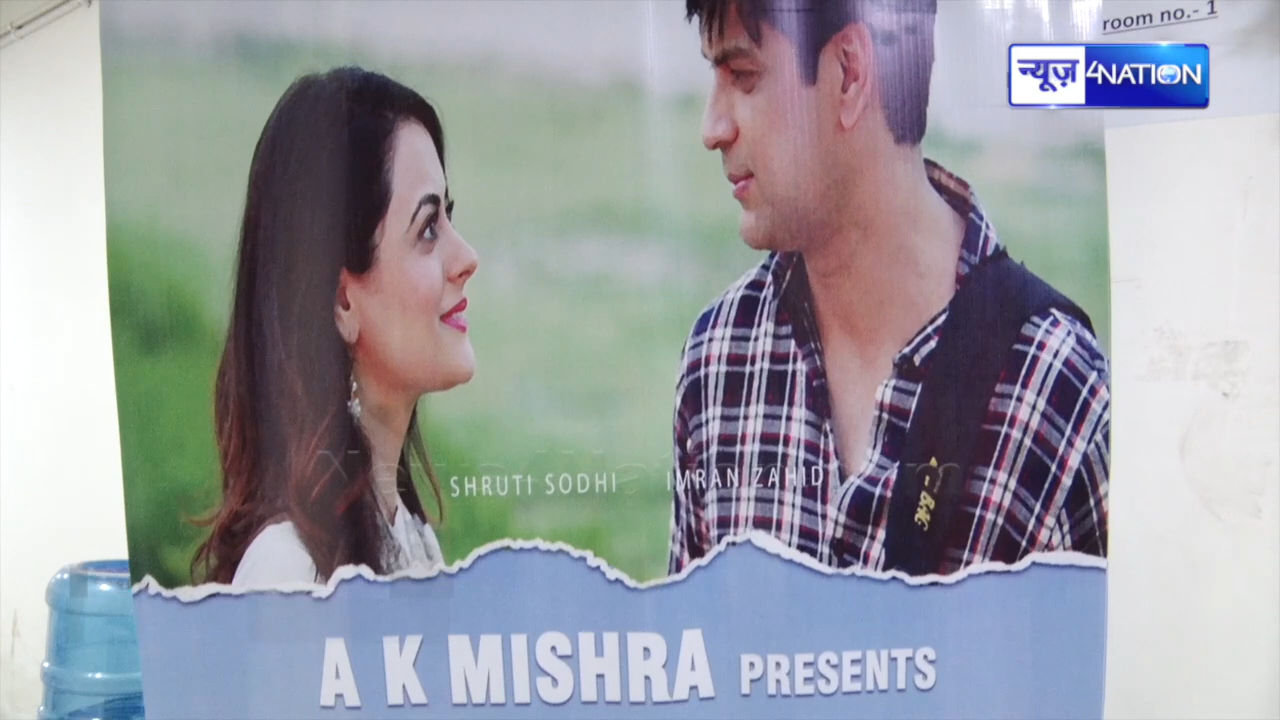 room no.- 1
न्यूज़ 4NATION
SHRUTI SODHI IMRAN ZAHID
A K MISHRA PRESENTS